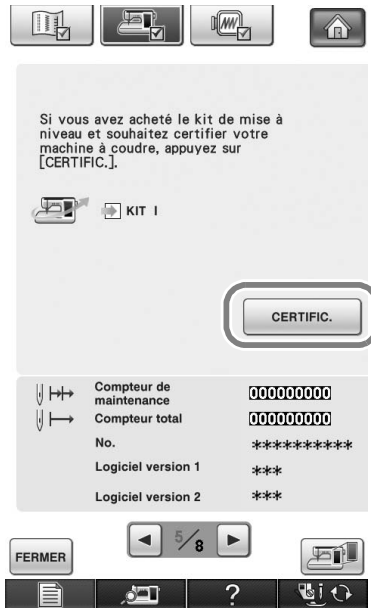 Si vous avez acheté le kit de mise à
niveau et souhaitez certifier votre
machine à coudre, appuyez sur
[CERTIFIC.].
KIT I
CERTIFIC.
Compteur de
maintenance
000000000
Compteur total
000000000
No.
**********
Logiciel version 1
***
Logiciel version 2
***
FERMER
5/8
?